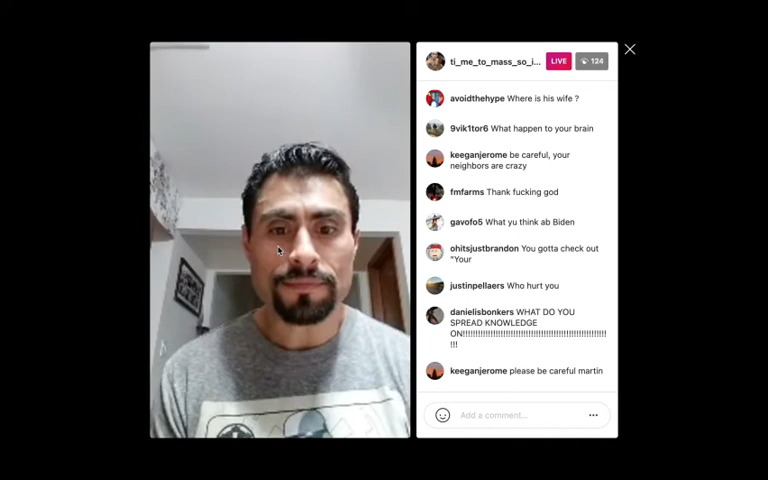 ti_me_to_mass_so_i... LIVE 124
avoidthehype Where is his wife ?
9vik1tor6 What happen to your brain
keeganjerome be careful, your
neighbors are crazy
fmfarms Thank fucking god
gavofo5 What yu think ab Biden
ohitsjustbrandon You gotta check out
"Your
justinpellaers Who hurt you
danielisbonkers WHAT DO YOU
SPREAD KNOWLEDGE
ON!!!!!!!!!!!!!!!!!!!!!!!!!!!!!!!!!!!!!!!!!!!!!!!!!!!!!!
!!!
keeganjerome please be careful martin
Add a comment...